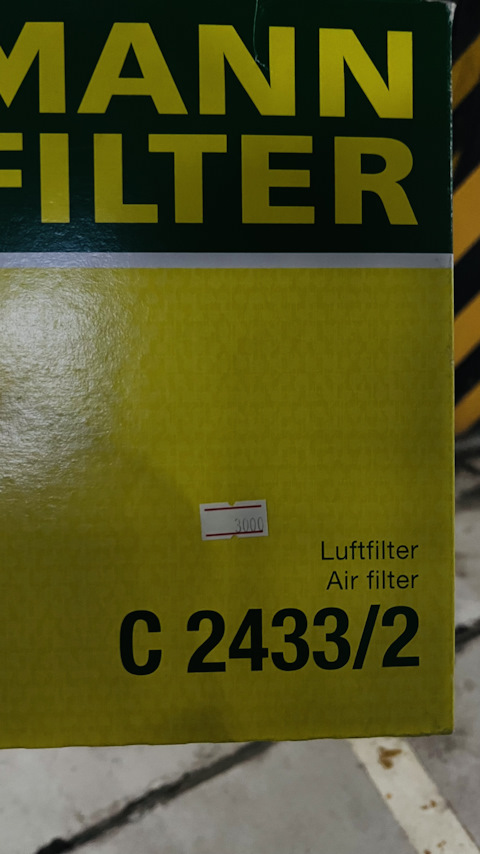 MANN
FILTER
3000
Luftfilter
Air filter
C 2433/2